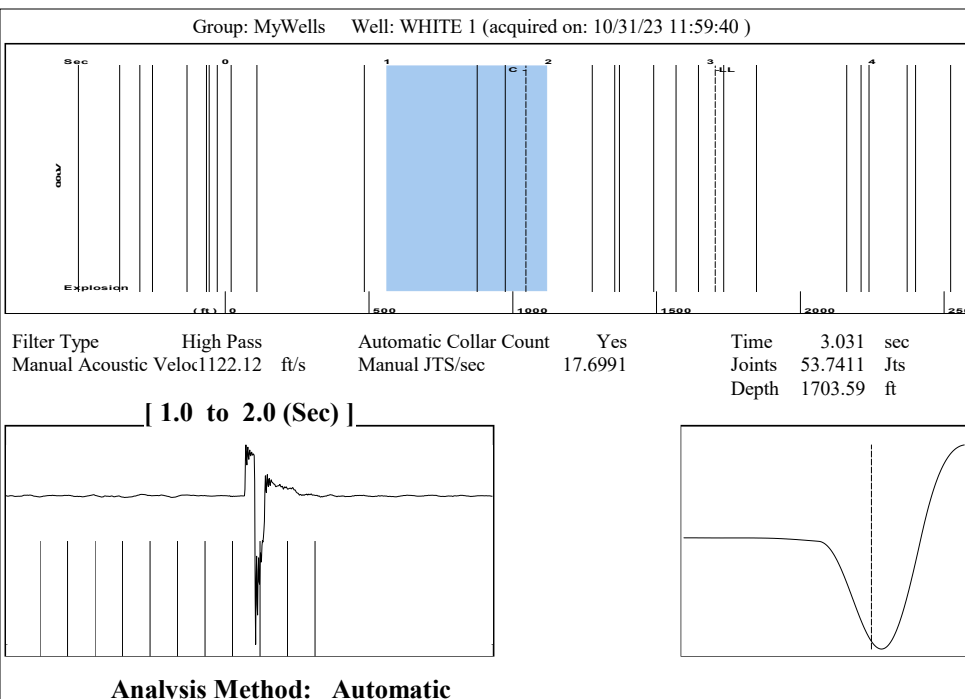 Group: MyWells Well: WHITE 1 (acquired on: 10/31/23 11:59:40 )
Sec 0 1 2 3 4
C - -LL
Explosion
(ft) 0 500 1000 1500 2000 250
Filter Type High Pass Automatic Collar Count Yes Time 3.031 sec
Manual Acoustic Veloc1122.12 ft/s Manual JTS/sec 17.6991 Joints 53.7411 Jts
Depth 1703.59 ft
[ 1.0 to 2.0 (Sec) ]
Analysis Method: Automatic